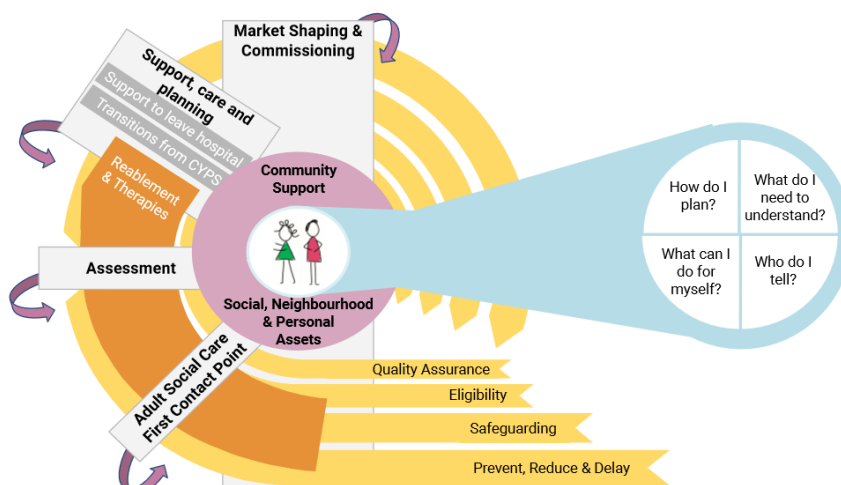 Market Shaping &
Commissioning
Support, care and
planning
Support to leave hospital
Transitions from CYPS
Reablement
& Therapies
Community
Support
Assessment
Social, Neighbourhood
& Personal
Assets
Adult Social Care
First Contact Point
How do I
plan?
What do I
need to
understand?
What can I
do for
myself?
Who do I
tell?
Quality Assurance
Eligibility
Safeguarding
Prevent, Reduce & Delay